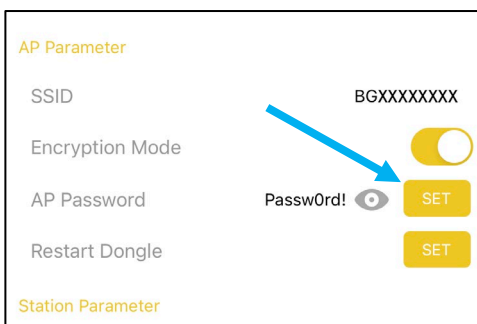 AP Parameter
SSID BGXXXXXXXX
Encryption Mode
AP Password Passw0rd! SET
Restart Dongle SET
Station Parameter